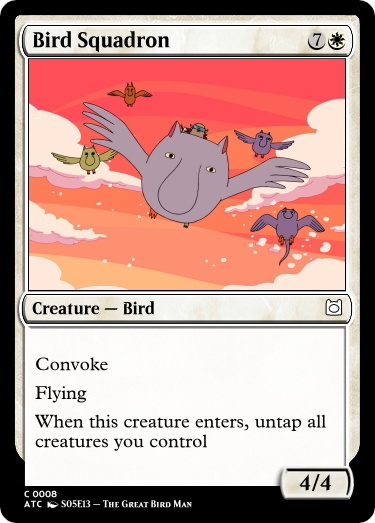 Bird Squadron 7
Creature — Bird
Convoke
Flying
When this creature enters, untap all
creatures you control
4/4
C 0008
ATC S05E13 – The Great Bird Man